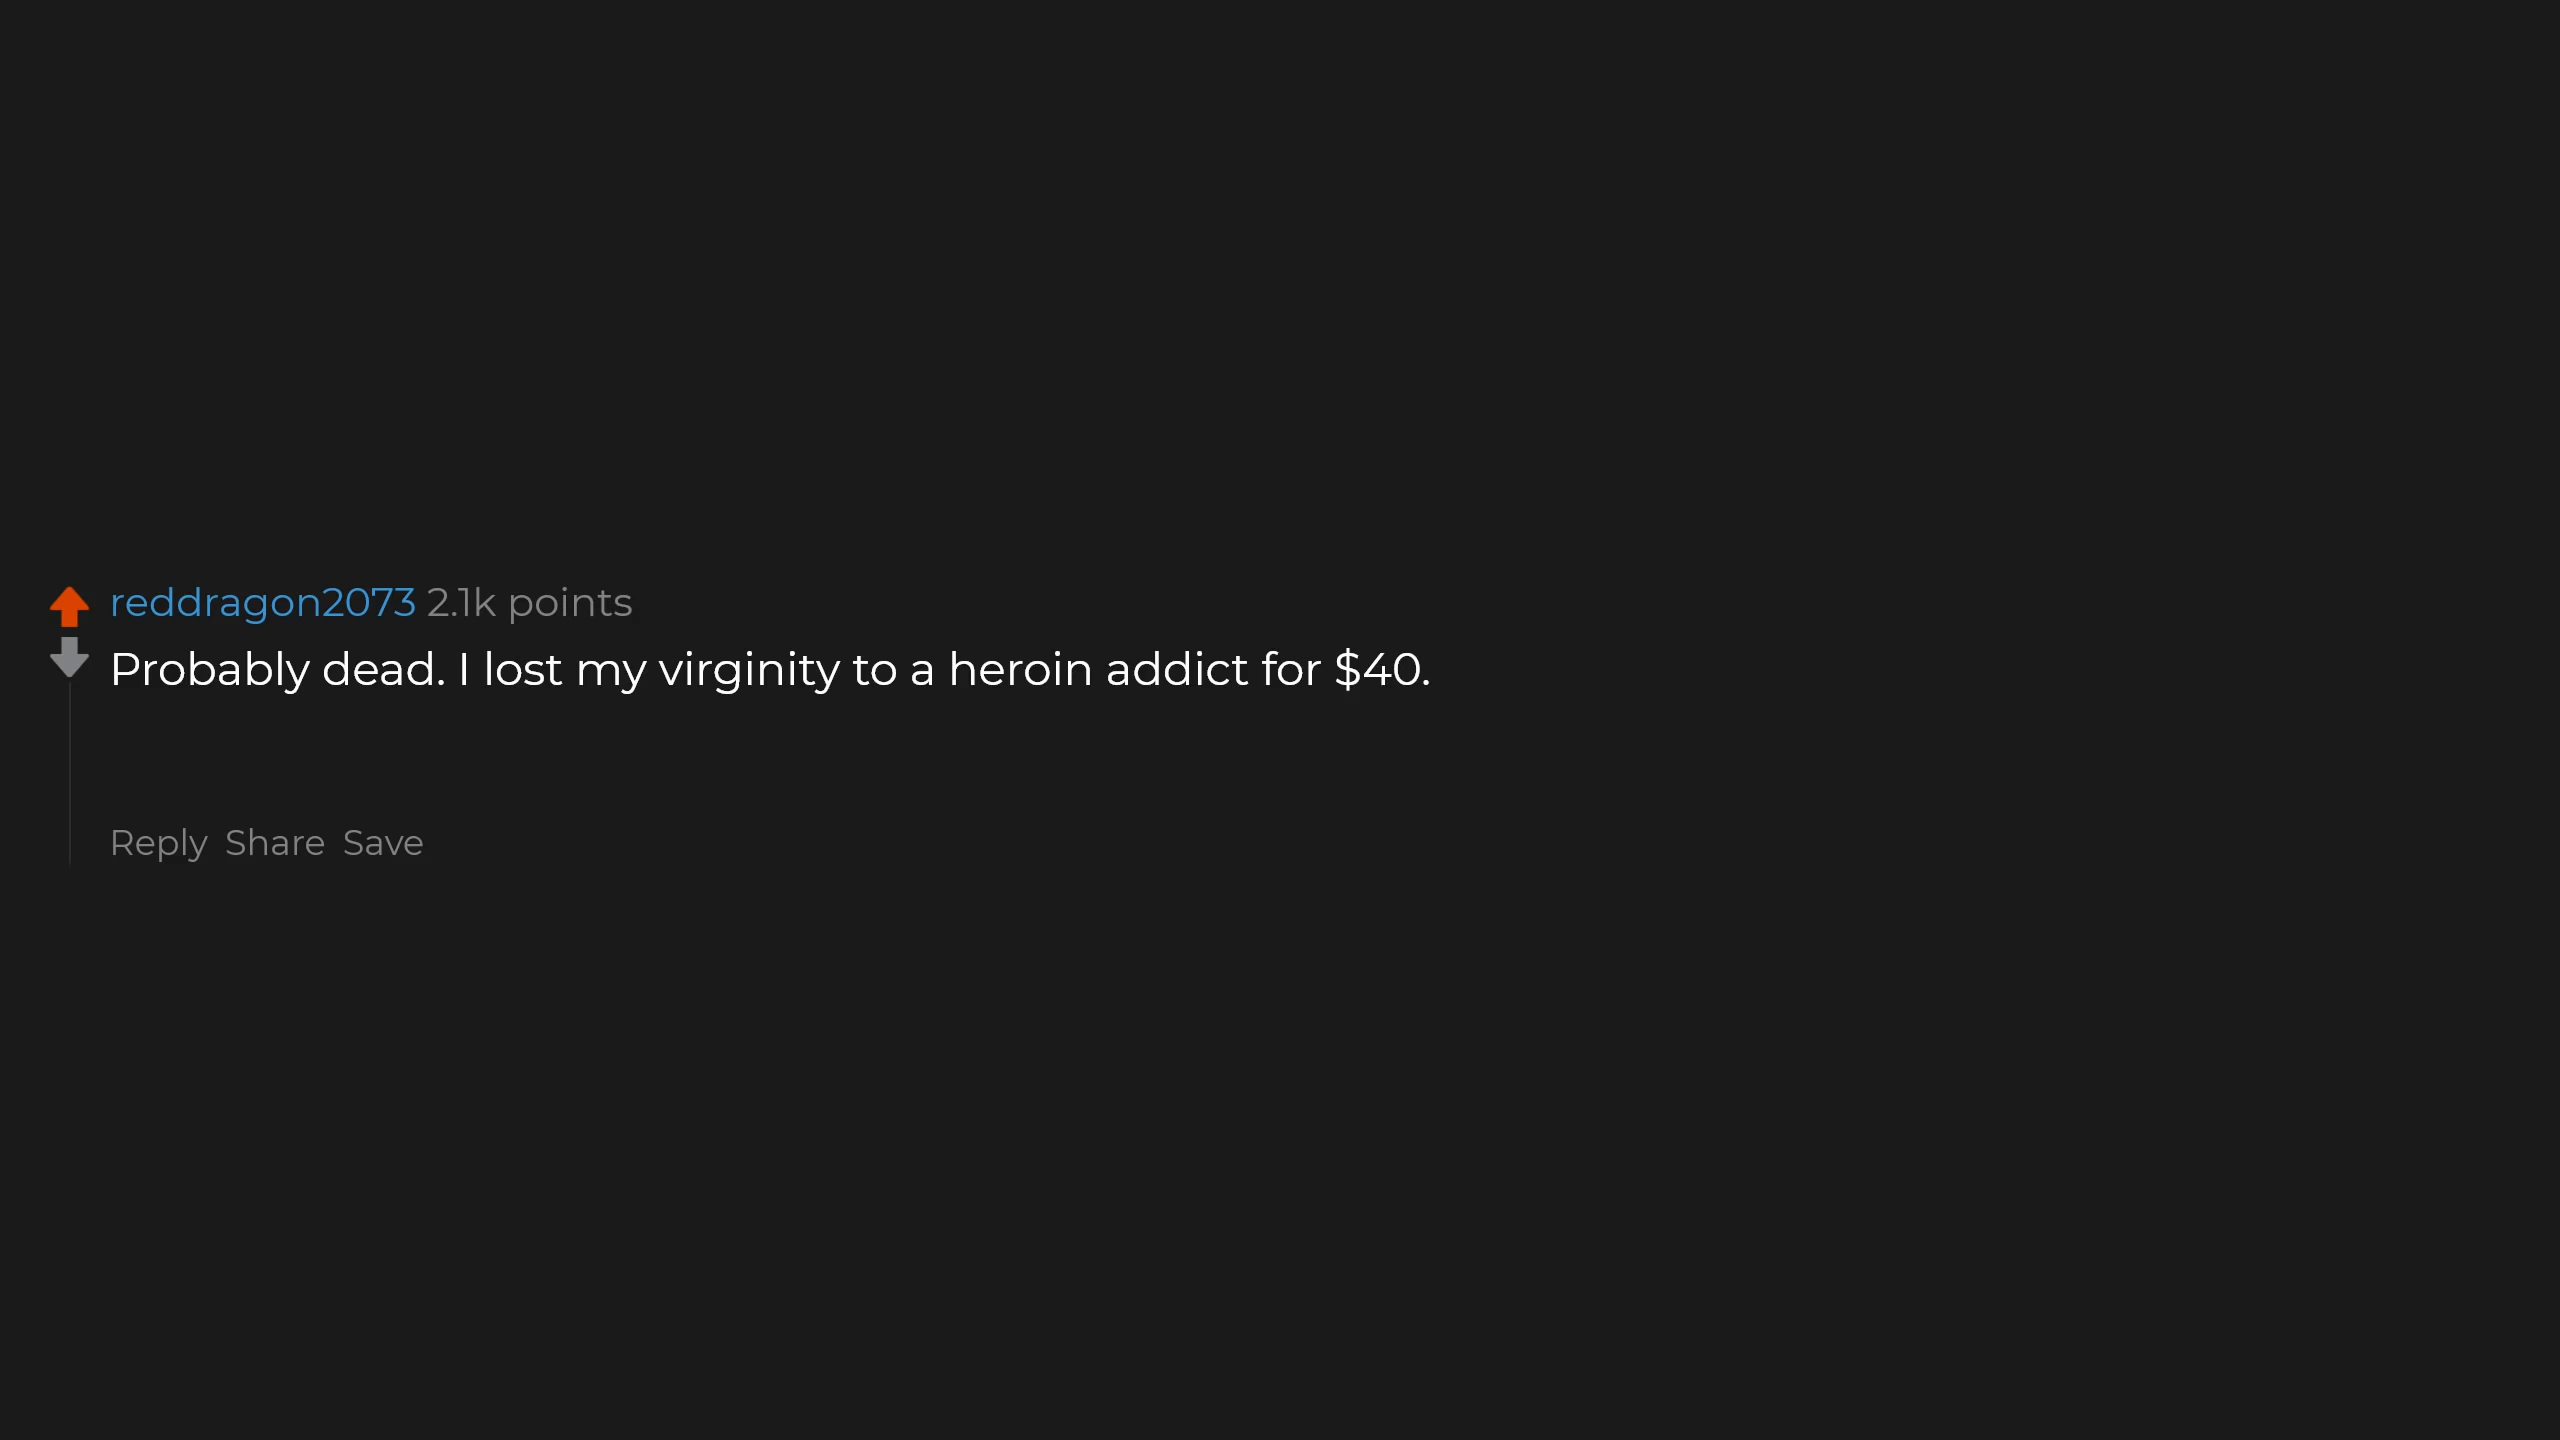 reddragon2073 2.1k points
Probably dead. I lost my virginity to a heroin addict for $40.
Reply Share Save